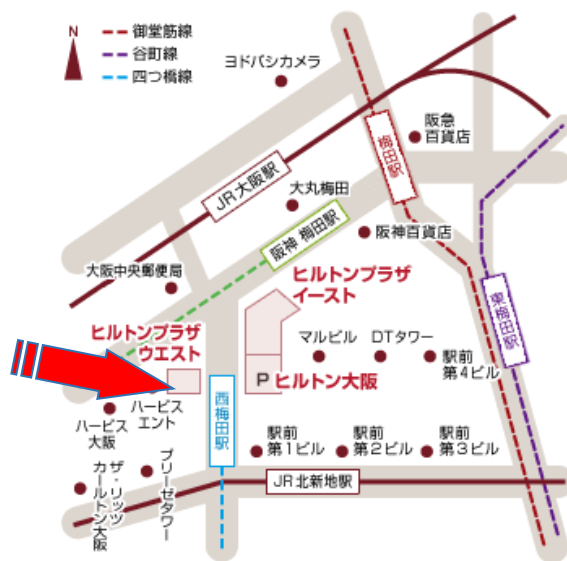 N
御堂筋線
谷町線
四つ橋線
ヨドバシカメラ
梅田駅
阪急
百貨店
JR大阪駅
大丸梅田
阪神 梅田駅
阪神百貨店
大阪中央郵便局
ヒルトンプラザ
イースト
東梅田駅
ヒルトンプラザ
ウエスト
マルビル
DTタワー
駅前
第4ビル
P
ヒルトン大阪
ハービス
エント
ハービス
大阪
西梅田駅
駅前
第1ビル
駅前
第2ビル
駅前
第3ビル
ブリーゼタワー
ザ・リッツ
カールトン大阪
JR北新地駅